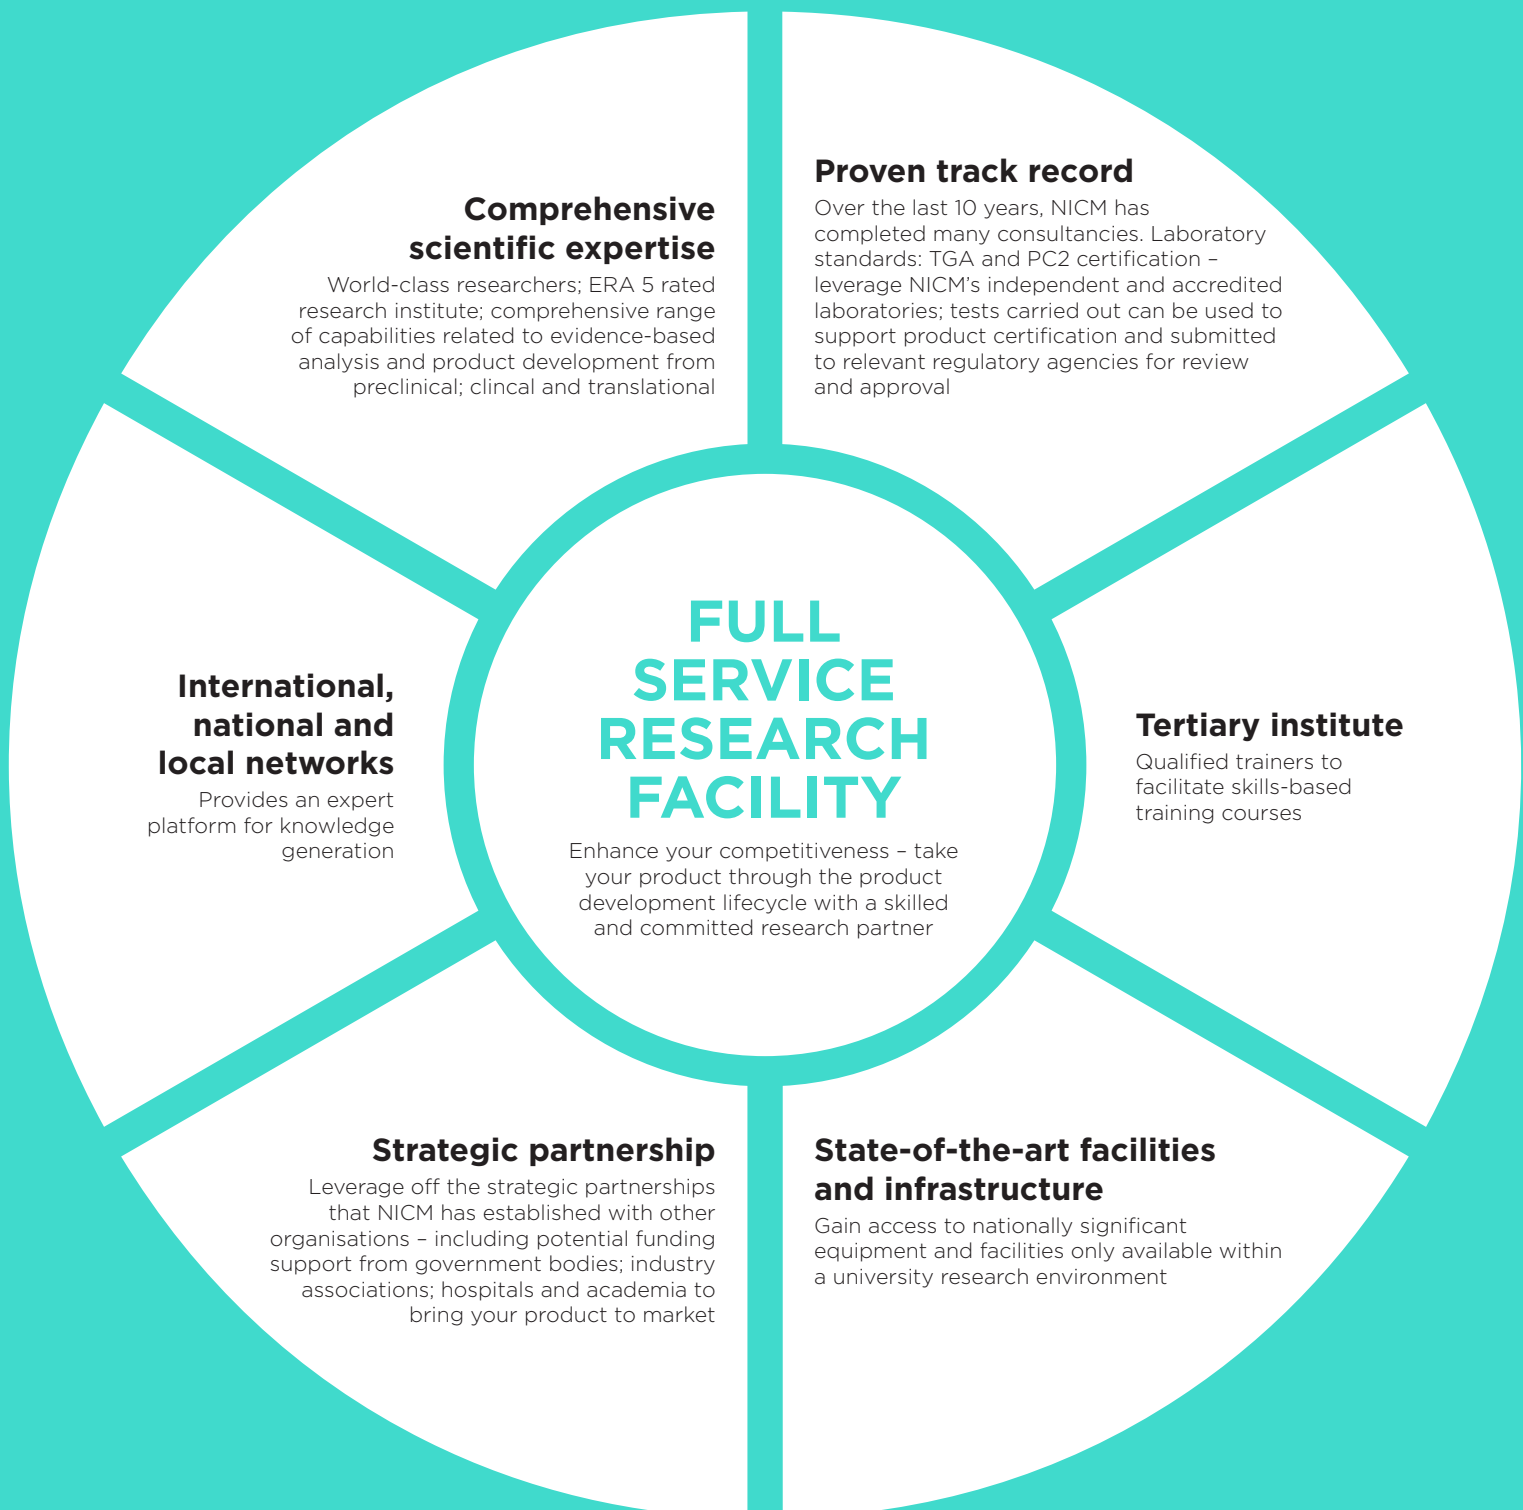 Comprehensive
scientific expertise
World-class researchers; ERA 5 rated
research institute; comprehensive range
of capabilities related to evidence-based
analysis and product development from
preclinical; clincal and translational
Proven track record
Over the last 10 years, NICM has
completed many consultancies. Laboratory
standards: TGA and PC2 certification –
leverage NICM’s independent and accredited
laboratories; tests carried out can be used to
support product certification and submitted
to relevant regulatory agencies for review
and approval
International,
national and
local networks
Provides an expert
platform for knowledge
generation
FULL
SERVICE
RESEARCH
FACILITY
Enhance your competitiveness – take
your product through the product
development lifecycle with a skilled
and committed research partner
Tertiary institute
Qualified trainers to
facilitate skills-based
training courses
Strategic partnership
Leverage off the strategic partnerships
that NICM has established with other
organisations – including potential funding
support from government bodies; industry
associations; hospitals and academia to
bring your product to market
State-of-the-art facilities
and infrastructure
Gain access to nationally significant
equipment and facilities only available within
a university research environment